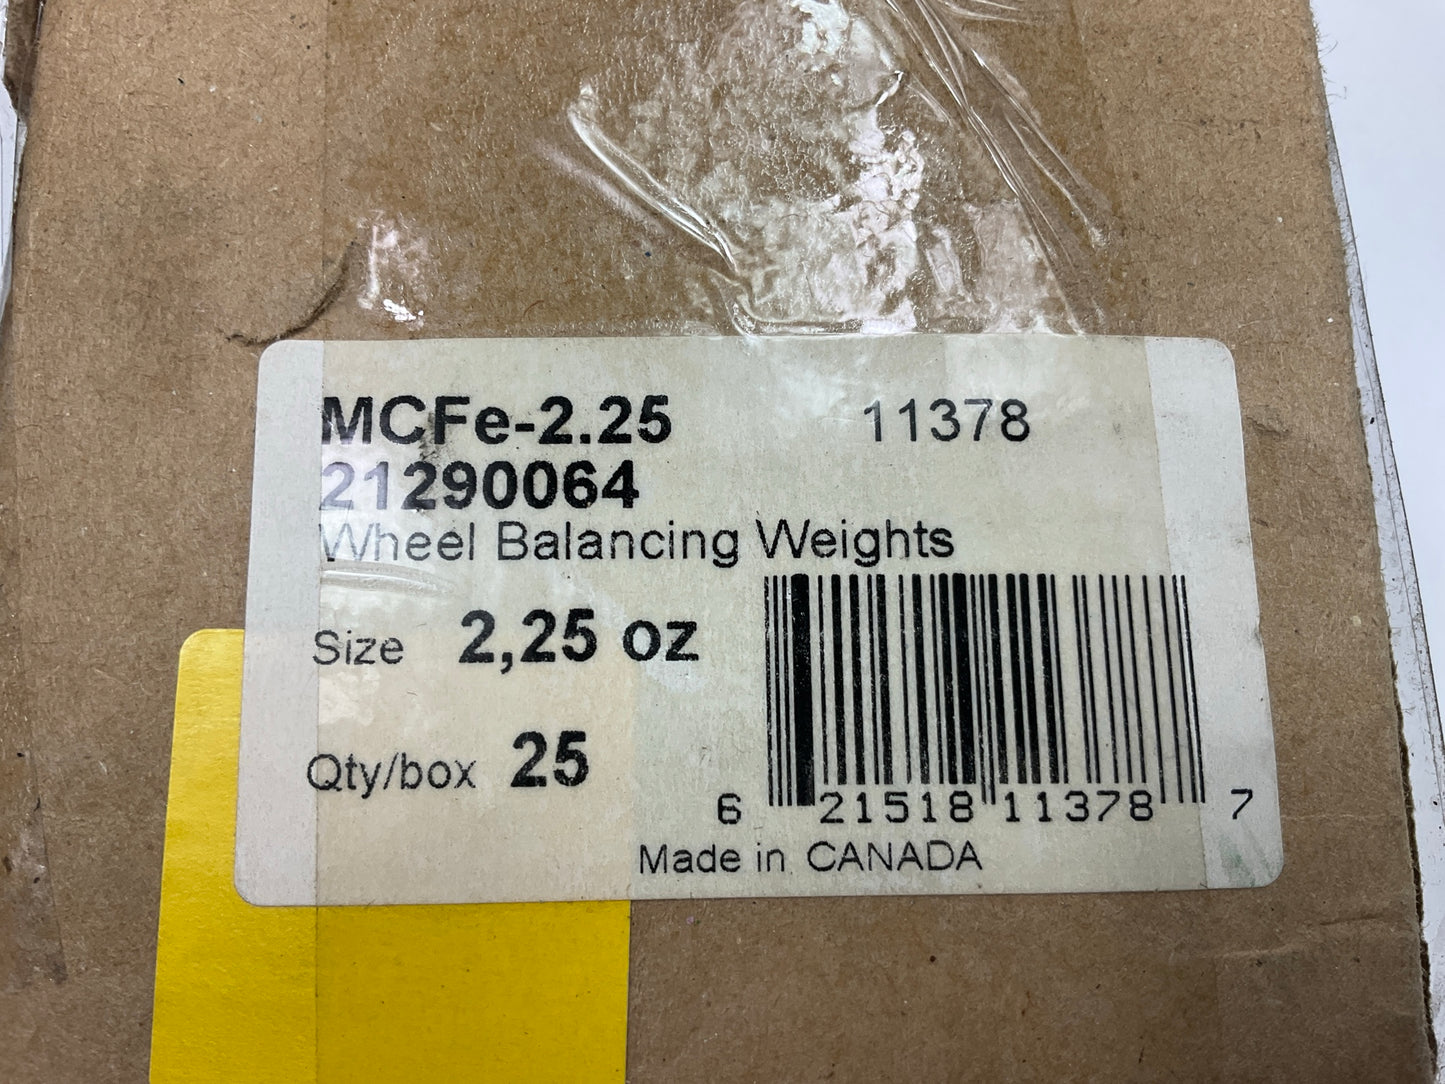 MCFe-2.25 11378
21290064
Wheel Balancing Weights
Size 2,25 oz
Qty/box 25
6 21518 11378 7
Made in CANADA